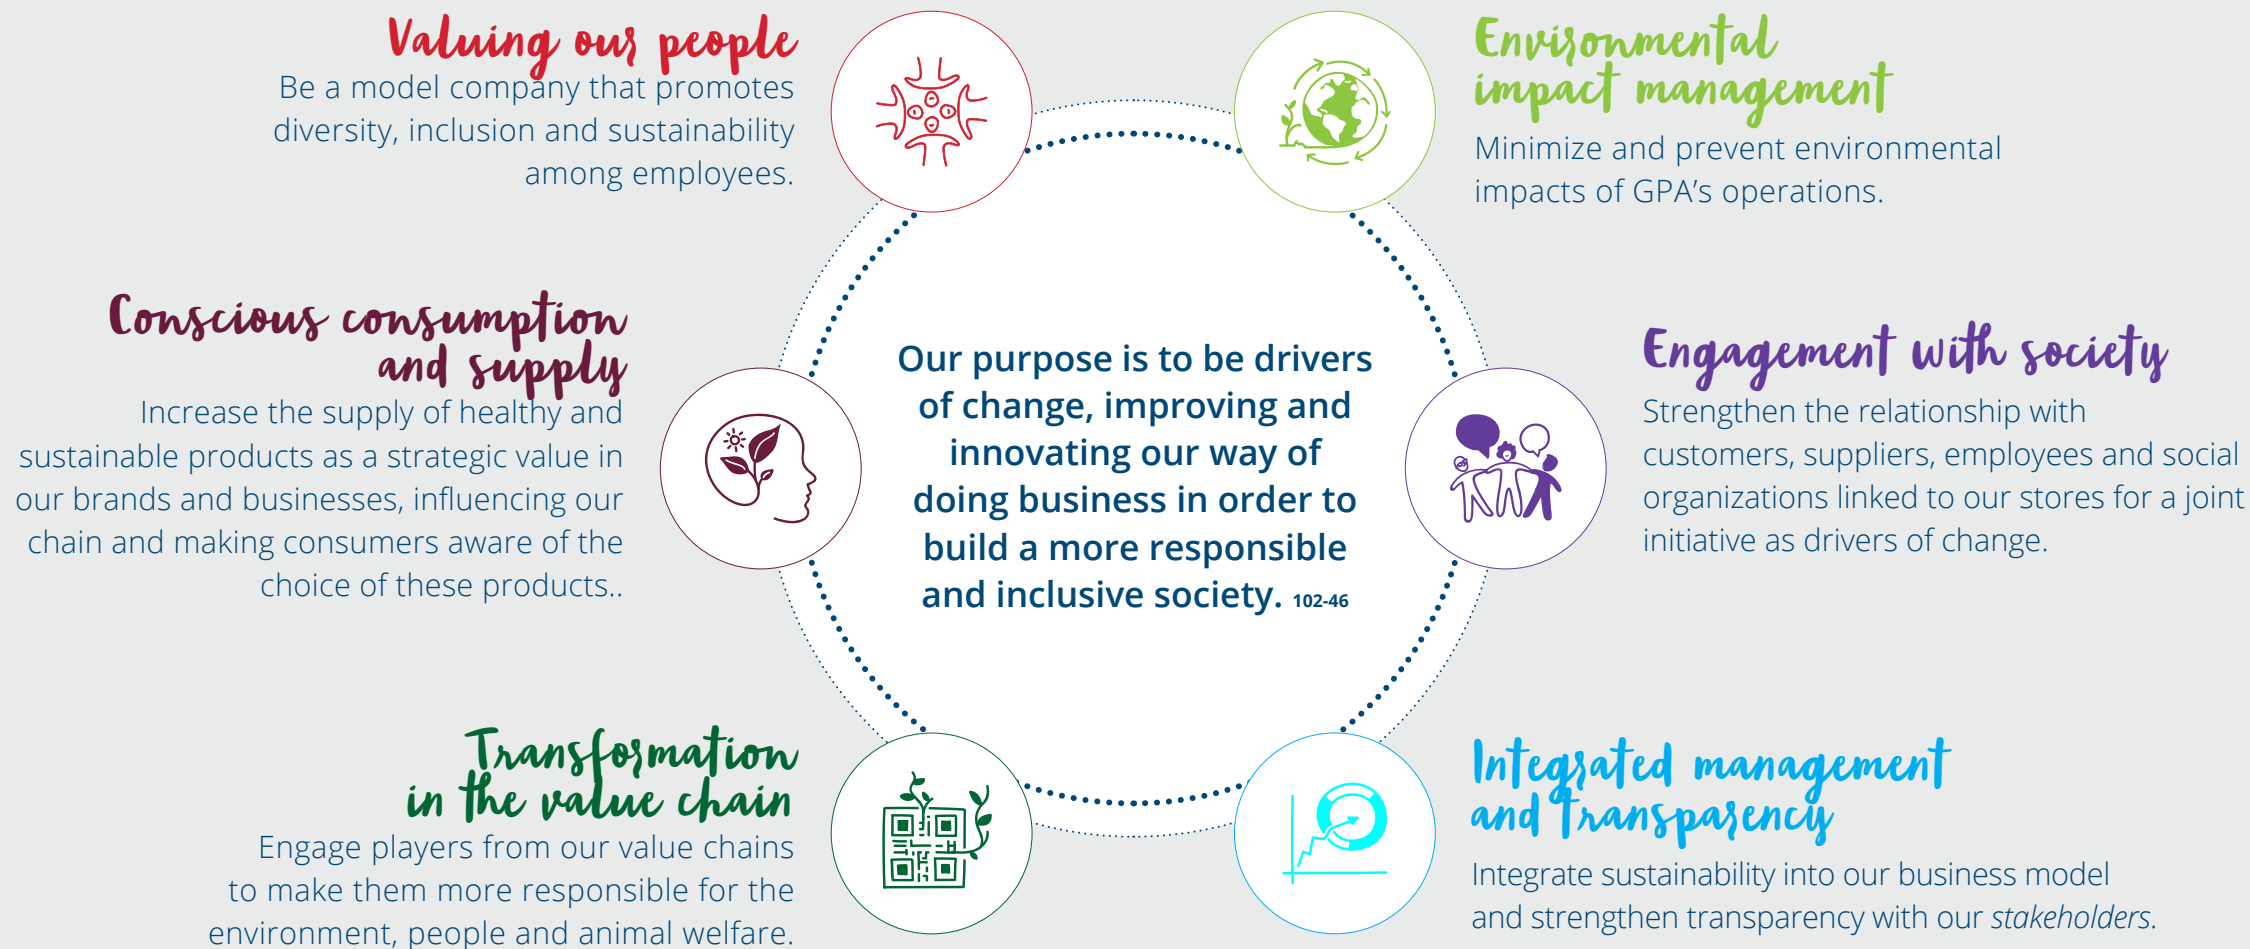 Valuing our people
Be a model company that promotes
diversity, inclusion and sustainability
among employees.
Environmental
impact management
Minimize and prevent environmental
impacts of GPA’s operations.
Conscious consumption
and supply
Increase the supply of healthy and
sustainable products as a strategic value in
our brands and businesses, influencing our
chain and making consumers aware of the
choice of these products..
Our purpose is to be drivers
of change, improving and
innovating our way of
doing business in order to
build a more responsible
and inclusive society. 102-46
Engagement with society
Strengthen the relationship with
customers, suppliers, employees and social
organizations linked to our stores for a joint
initiative as drivers of change.
Transformation
in the value chain
Engage players from our value chains
to make them more responsible for the
environment, people and animal welfare.
Integrated management
and transparency
Integrate sustainability into our business model
and strengthen transparency with our stakeholders.